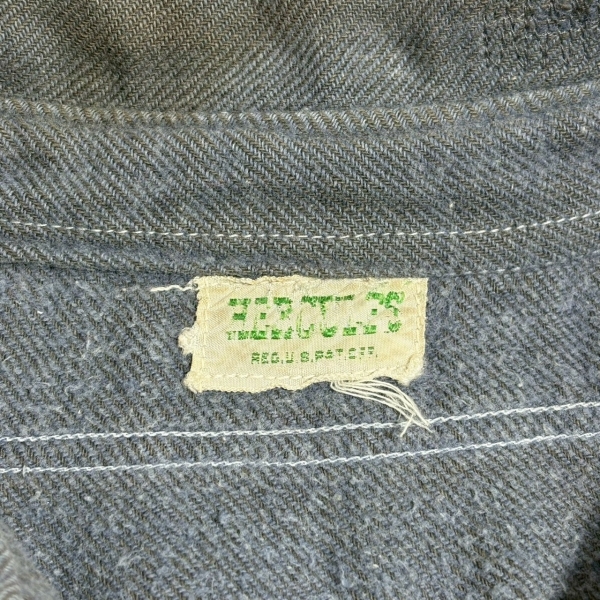 HERCULES
REG. U.S. PAT. OFF.